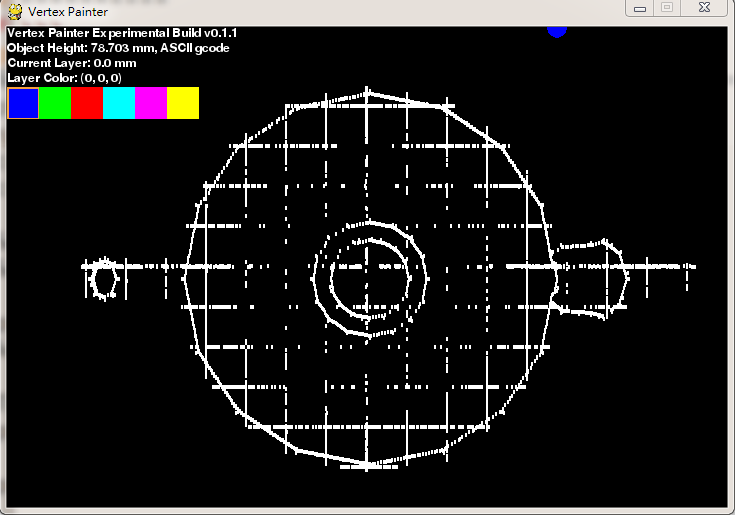 Vertex Painter
Vertex Painter Experimental Build v0.1.1
Object Height: 78.703 mm, ASCII gcode
Current Layer: 0.0 mm
Layer Color: (0, 0, 0)